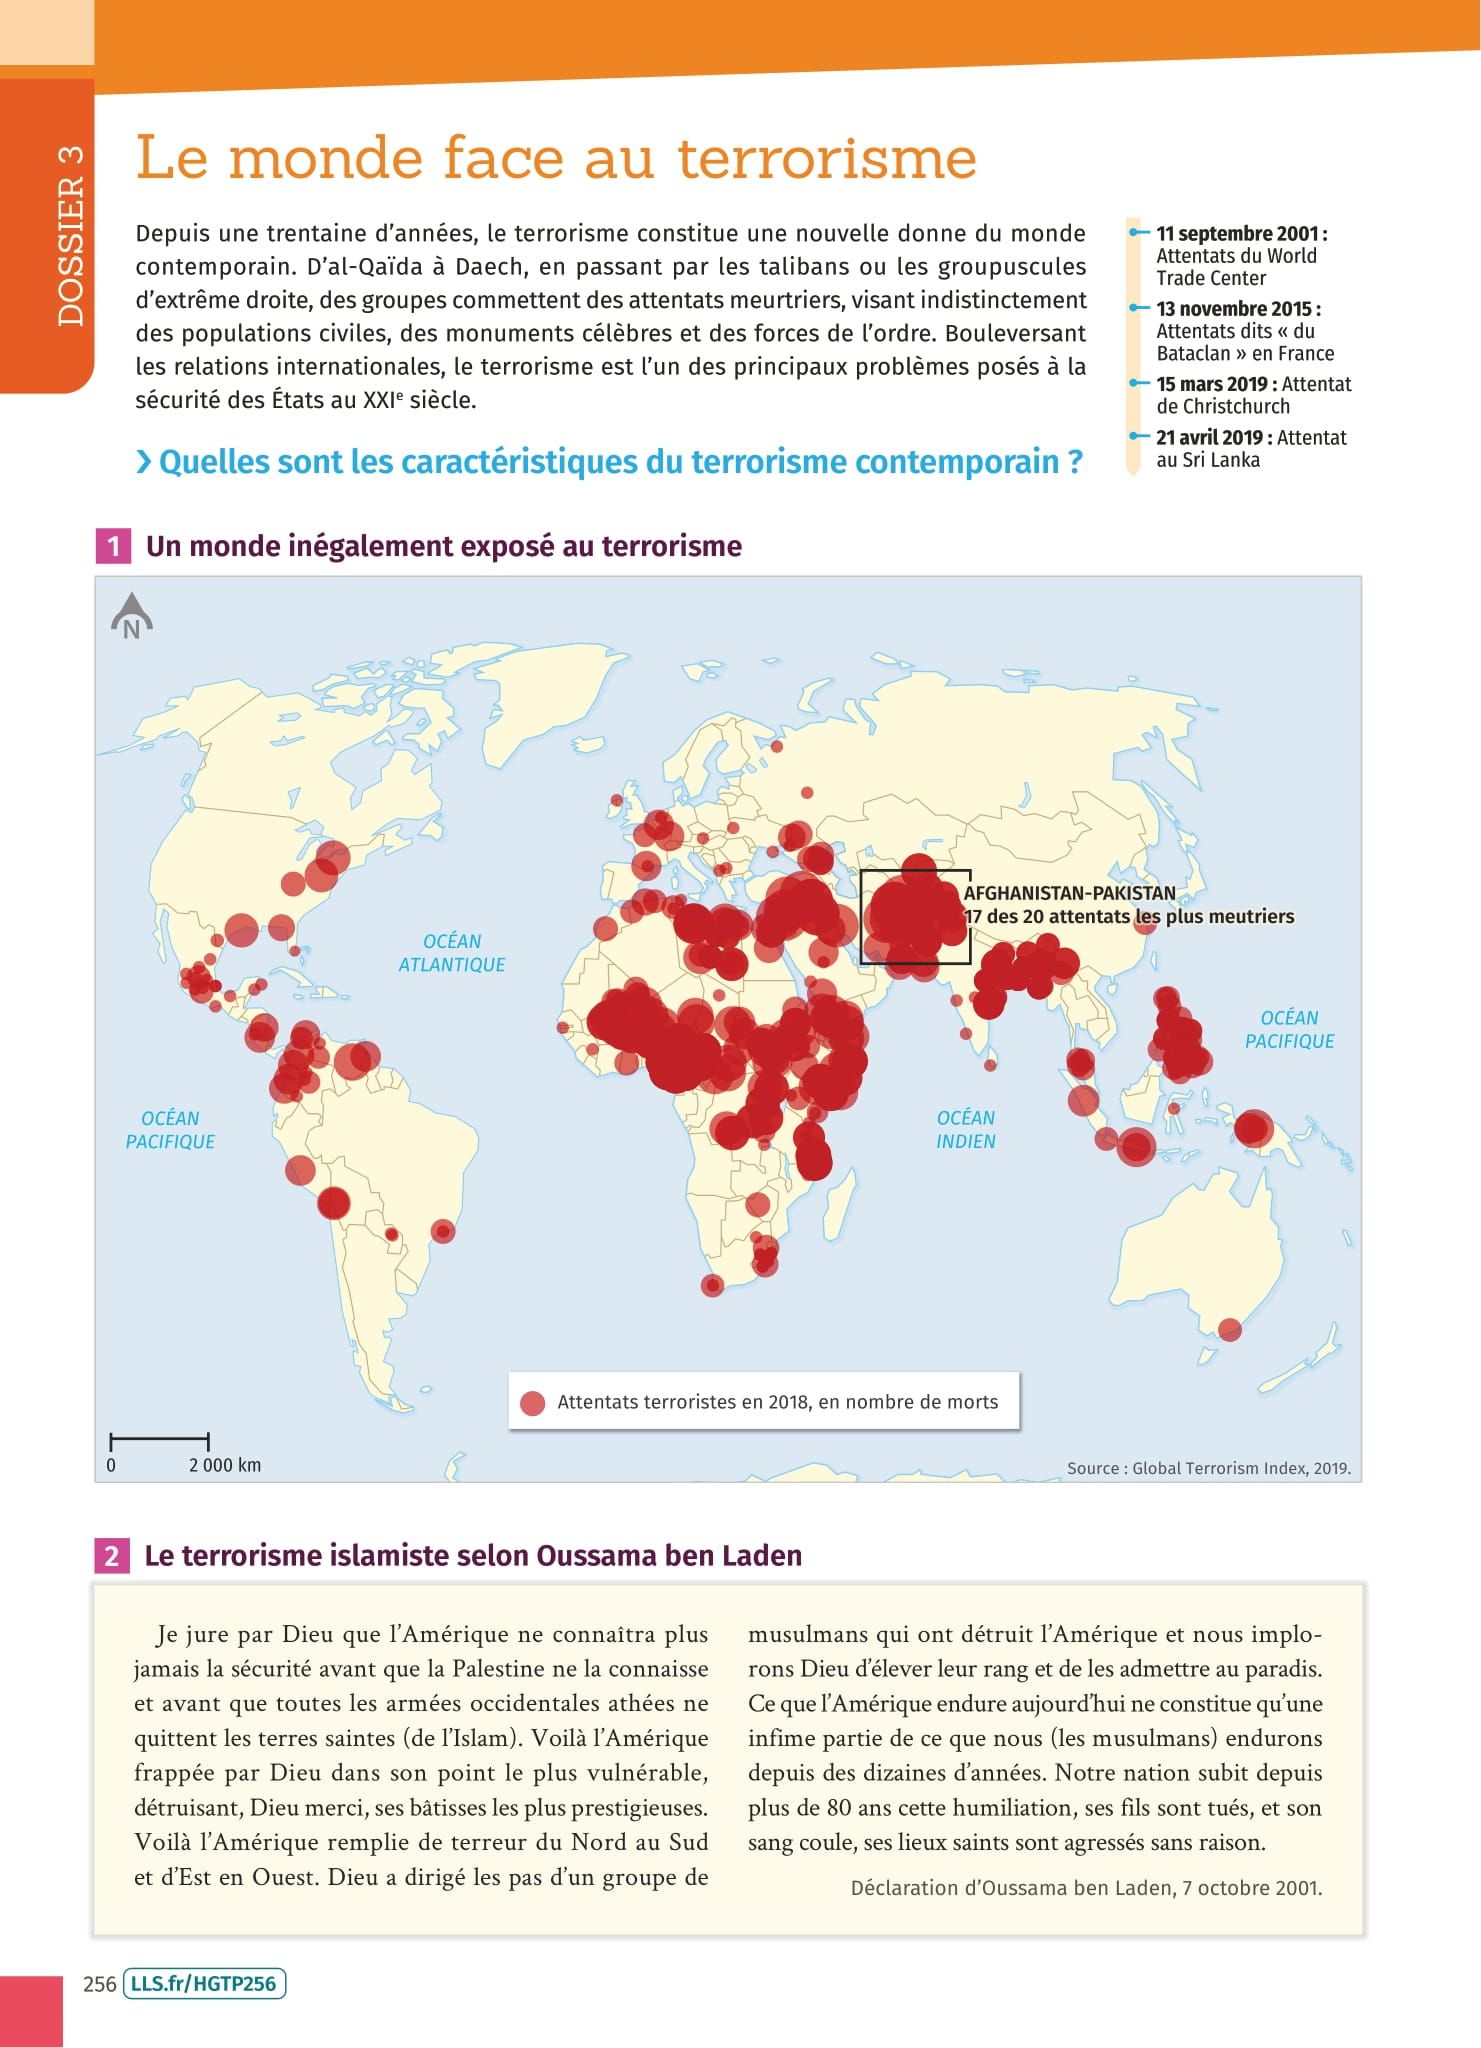 DOSSIER 3
Le monde face au terrorisme
Depuis une trentaine d’années, le terrorisme constitue une nouvelle donne du monde
contemporain. D’al-Qaïda à Daech, en passant par les talibans ou les groupuscules
d’extrême droite, des groupes commettent des attentats meurtriers, visant indistinctement
des populations civiles, des monuments célèbres et des forces de l’ordre. Bouleversant
les relations internationales, le terrorisme est l’un des principaux problèmes posés à la
sécurité des États au XXIe siècle.
❯ Quelles sont les caractéristiques du terrorisme contemporain ?
11 septembre 2001 :
Attentats du World
Trade Center
13 novembre 2015 :
Attentats dits « du
Bataclan » en France
15 mars 2019 : Attentat
de Christchurch
21 avril 2019 : Attentat
au Sri Lanka
1 Un monde inégalement exposé au terrorisme
N
AFGHANISTAN-PAKISTAN
17 des 20 attentats les plus meutriers
OCÉAN
ATLANTIQUE
OCÉAN
PACIFIQUE
OCÉAN
PACIFIQUE
OCÉAN
INDIEN
Attentats terroristes en 2018, en nombre de morts
0 2 000 km
Source : Global Terrorism Index, 2019.
2 Le terrorisme islamiste selon Oussama ben Laden
Je jure par Dieu que l’Amérique ne connaîtra plus
jamais la sécurité avant que la Palestine ne la connaisse
et avant que toutes les armées occidentales athées ne
quittent les terres saintes (de l’Islam). Voilà l’Amérique
frappée par Dieu dans son point le plus vulnérable,
détruisant, Dieu merci, ses bâtisses les plus prestigieuses.
Voilà l’Amérique remplie de terreur du Nord au Sud
et d’Est en Ouest. Dieu a dirigé les pas d’un groupe de
musulmans qui ont détruit l’Amérique et nous implo-
rons Dieu d’élever leur rang et de les admettre au paradis.
Ce que l’Amérique endure aujourd’hui ne constitue qu’une
infime partie de ce que nous (les musulmans) endurons
depuis des dizaines d’années. Notre nation subit depuis
plus de 80 ans cette humiliation, ses fils sont tués, et son
sang coule, ses lieux saints sont agressés sans raison.
Déclaration d’Oussama ben Laden, 7 octobre 2001.
256 LLS.fr/HGTP256